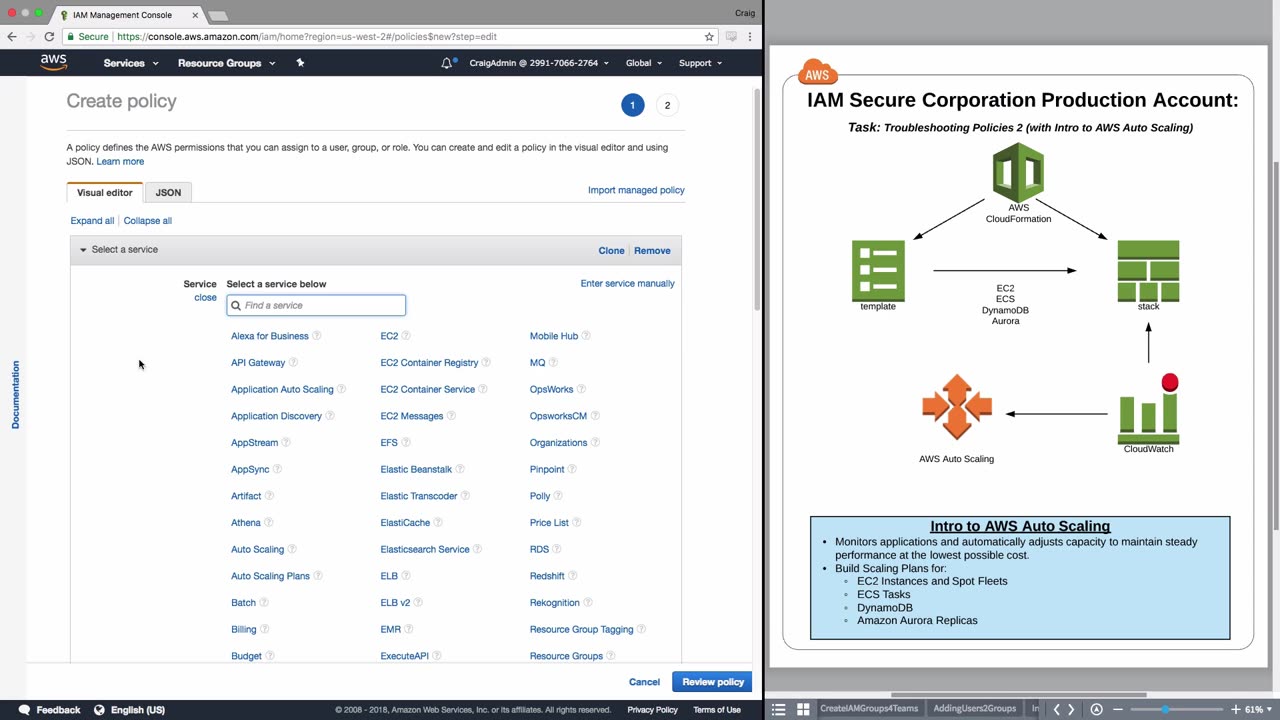 IAM Management Console
Craig
Secure
https://console.aws.amazon.com/iam/home?region=us-west-2#/policies$new?step=edit
aws
Services
Resource Groups
CraigAdmin @ 2991-7066-2764
Global
Support
Create policy
1
2
A policy defines the AWS permissions that you can assign to a user, group, or role. You can create and edit a policy in the visual editor and using
JSON. Learn more
Visual editor
JSON
Import managed policy
Expand all
Collapse all
Select a service
Clone
Remove
Service
close
Select a service below
Enter service manually
Find a service
Alexa for Business
EC2
Mobile Hub
API Gateway
EC2 Container Registry
MQ
Application Auto Scaling
EC2 Container Service
OpsWorks
Application Discovery
EC2 Messages
OpsworksCM
AppStream
EFS
Organizations
AppSync
Elastic Beanstalk
Pinpoint
Artifact
Elastic Transcoder
Polly
Athena
ElastiCache
Price List
Auto Scaling
Elasticsearch Service
RDS
Auto Scaling Plans
ELB
Redshift
Batch
ELB v2
Rekognition
Billing
EMR
Resource Group Tagging
Budget
ExecuteAPI
Resource Groups
Documentation
Cancel
Review policy
Feedback
English (US)
© 2008 - 2018, Amazon Web Services, Inc. or its affiliates. All rights reserved.
Privacy Policy
Terms of Use
AWS
IAM Secure Corporation Production Account:
Task: Troubleshooting Policies 2 (with Intro to AWS Auto Scaling)
AWS
CloudFormation
template
EC2
ECS
DynamoDB
Aurora
stack
AWS Auto Scaling
CloudWatch
Intro to AWS Auto Scaling
• Monitors applications and automatically adjusts capacity to maintain steady
performance at the lowest possible cost.
• Build Scaling Plans for:
◦ EC2 Instances and Spot Fleets
◦ ECS Tasks
◦ DynamoDB
◦ Amazon Aurora Replicas
CreateIAMGroups4Teams
AddingUsers2Groups
61%